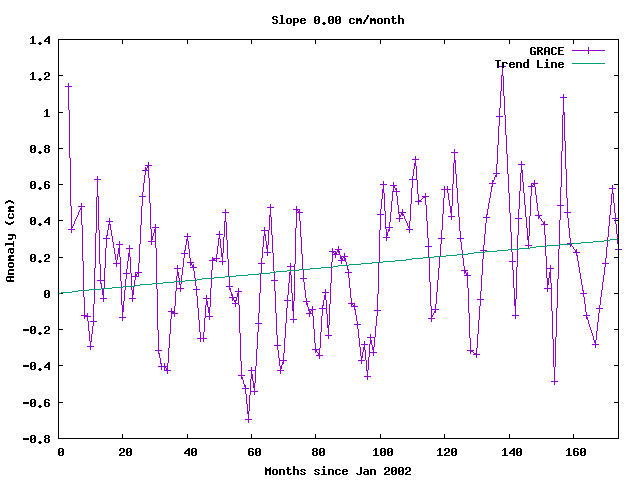 Slope 0.00 cm/month
GRACE
Trend Line
1.4
1.2
1
0.8
0.6
0.4
0.2
0
-0.2
-0.4
-0.6
-0.8
Anomaly (cm)
0 20 40 60 80 100 120 140 160
Months since Jan 2002